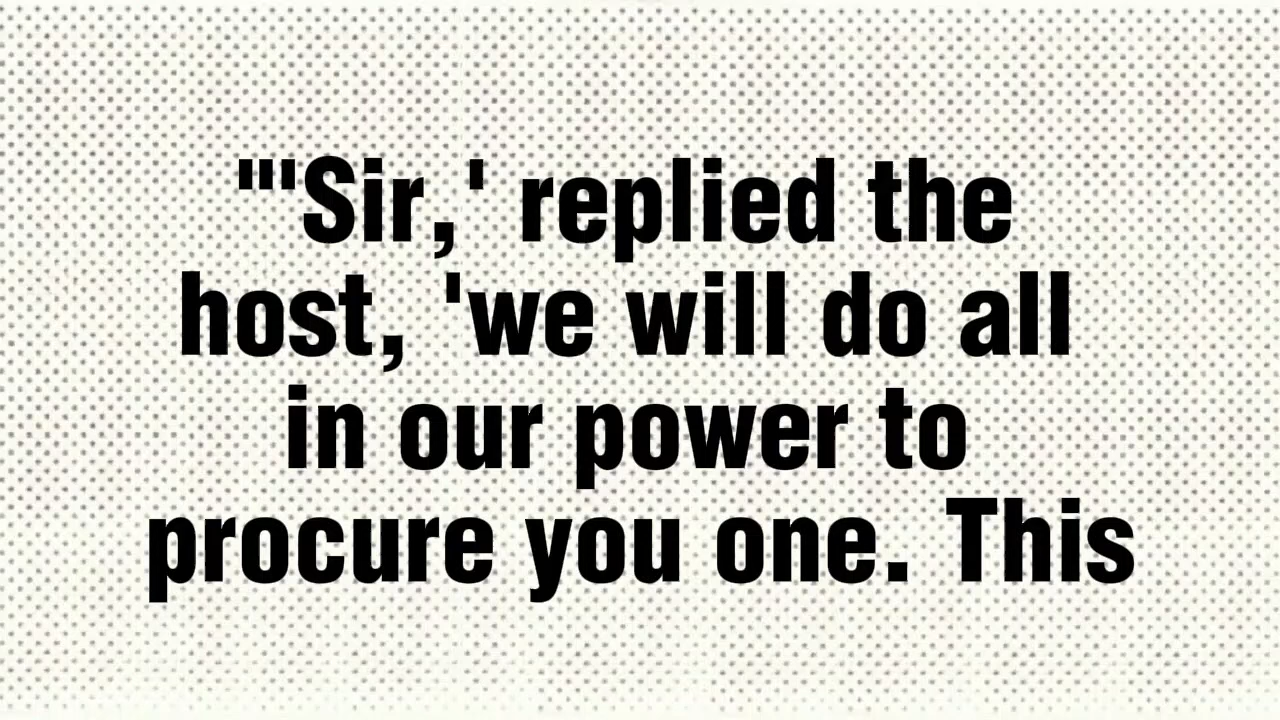 "'Sir,' replied the
host, 'we will do all
in our power to
procure you one. This